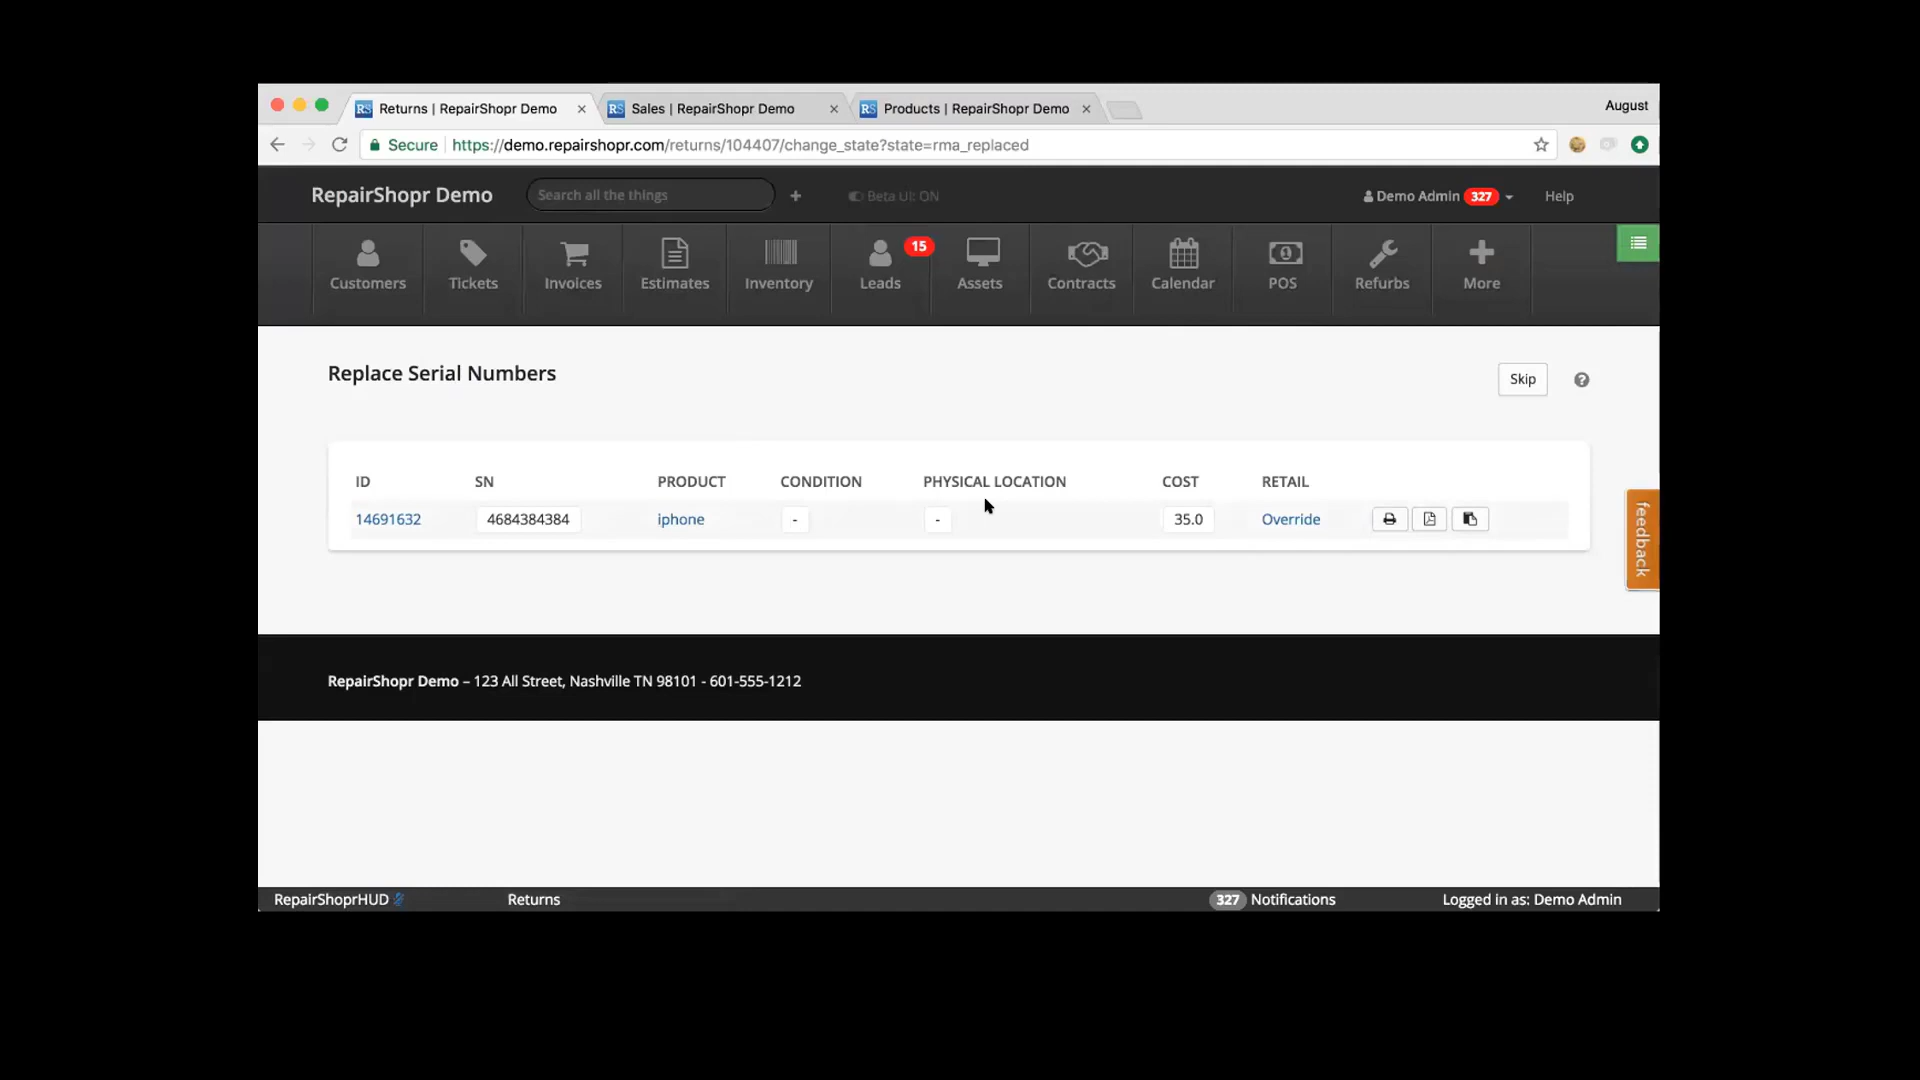 Returns | RepairShopr Demo
Sales | RepairShopr Demo
Products | RepairShopr Demo
August
Secure
https://demo.repairshopr.com/returns/104407/change_state?state=rma_replaced
RepairShopr Demo
Search all the things
Beta UI: ON
Demo Admin 327
Help
Customers
Tickets
Invoices
Estimates
Inventory
Leads 15
Assets
Contracts
Calendar
POS
Refurbs
More
Replace Serial Numbers
Skip
ID SN PRODUCT CONDITION PHYSICAL LOCATION COST RETAIL
14691632 4684384384 iphone - - 35.0 Override
feedback
RepairShopr Demo – 123 All Street, Nashville TN 98101 - 601-555-1212
RepairShoprHUD
Returns
327 Notifications
Logged in as: Demo Admin